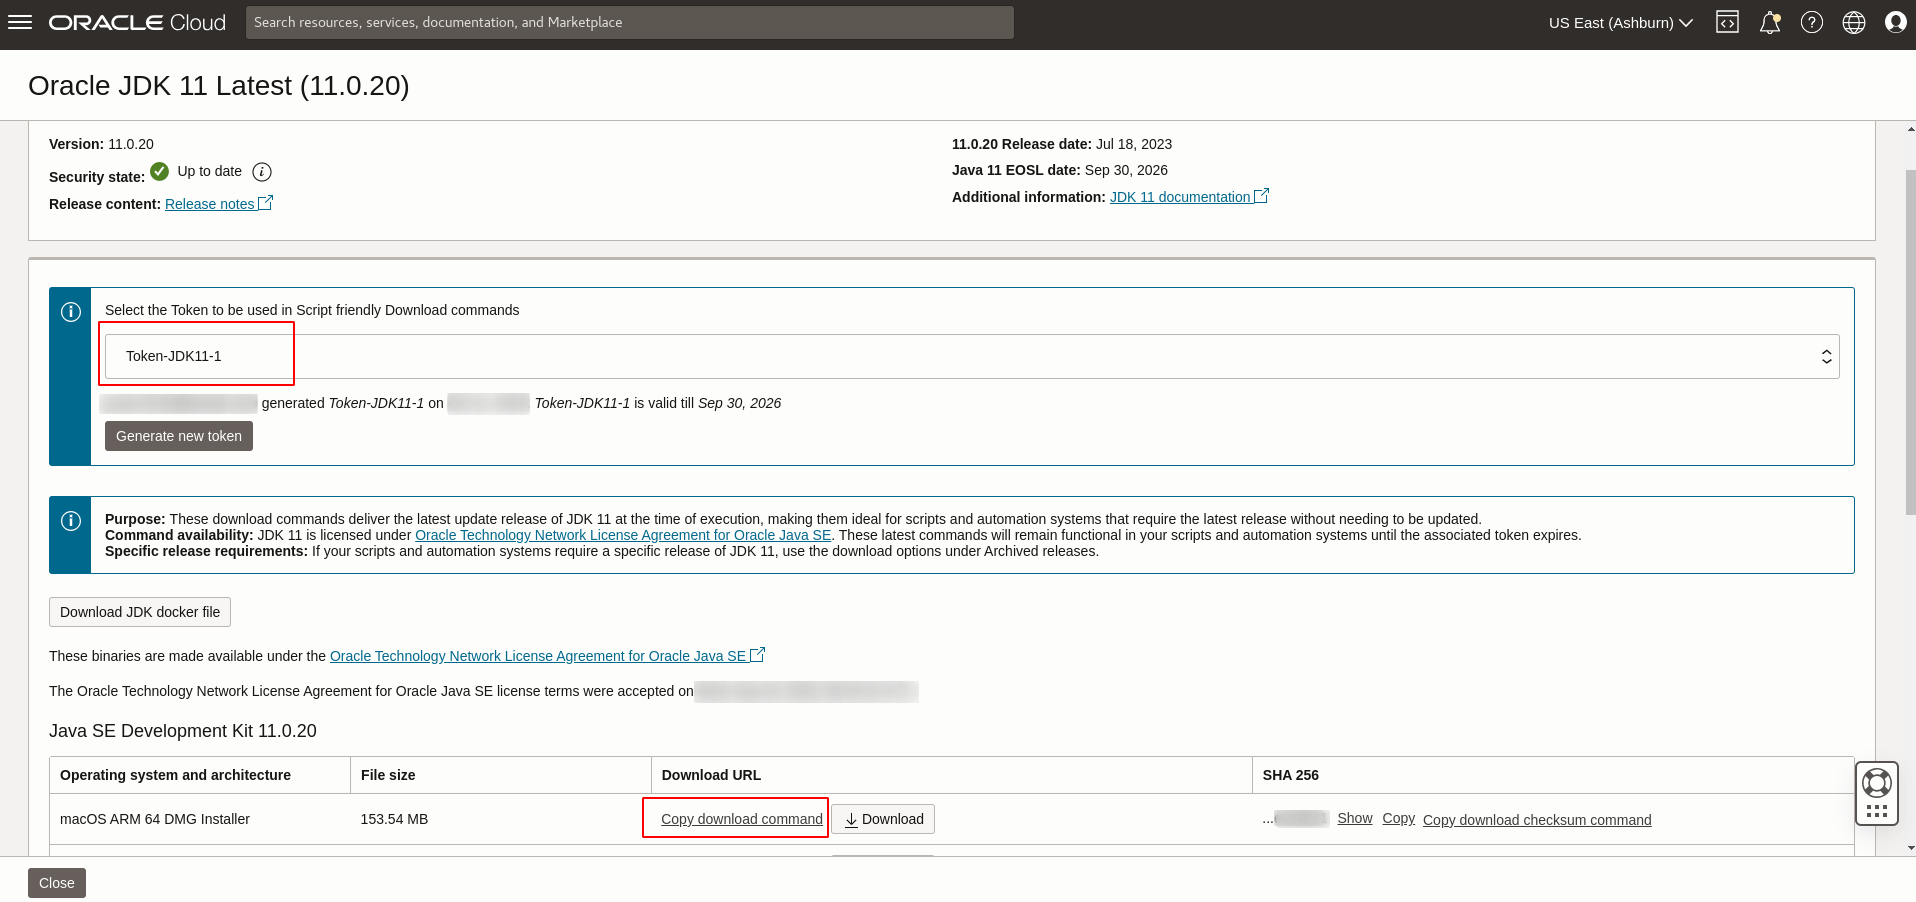 ORACLE Cloud
Search resources, services, documentation, and Marketplace
US East (Ashburn)
Oracle JDK 11 Latest (11.0.20)
Version: 11.0.20
Security state: Up to date
Release content: Release notes
11.0.20 Release date: Jul 18, 2023
Java 11 EOSL date: Sep 30, 2026
Additional information: JDK 11 documentation
Select the Token to be used in Script friendly Download commands
Token-JDK11-1
generated Token-JDK11-1 on Token-JDK11-1 is valid till Sep 30, 2026
Generate new token
Purpose: These download commands deliver the latest update release of JDK 11 at the time of execution, making them ideal for scripts and automation systems that require the latest release without needing to be updated.
Command availability: JDK 11 is licensed under Oracle Technology Network License Agreement for Oracle Java SE. These latest commands will remain functional in your scripts and automation systems until the associated token expires.
Specific release requirements: If your scripts and automation systems require a specific release of JDK 11, use the download options under Archived releases.
Download JDK docker file
These binaries are made available under the Oracle Technology Network License Agreement for Oracle Java SE
The Oracle Technology Network License Agreement for Oracle Java SE license terms were accepted on
Java SE Development Kit 11.0.20
Operating system and architecture File size Download URL SHA 256
macOS ARM 64 DMG Installer 153.54 MB Copy download command Download ... Show Copy Copy download checksum command
Close